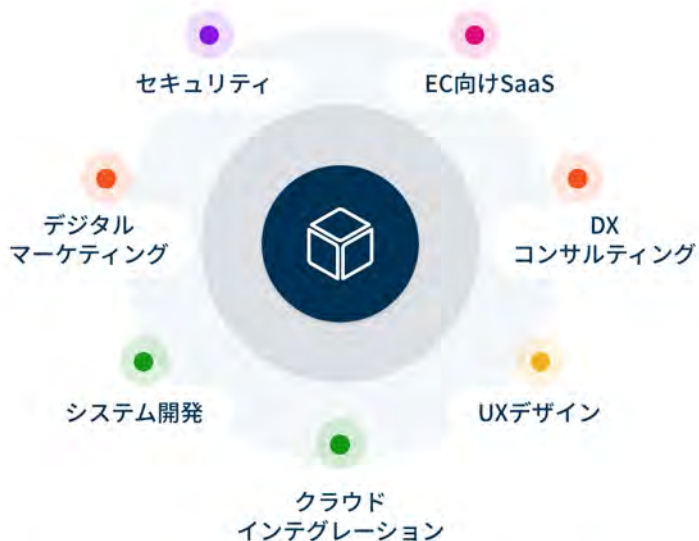 セキュリティ
EC向けSaaS
デジタル
マーケティング
DX
コンサルティング
システム開発
UXデザイン
クラウド
インテグレーション